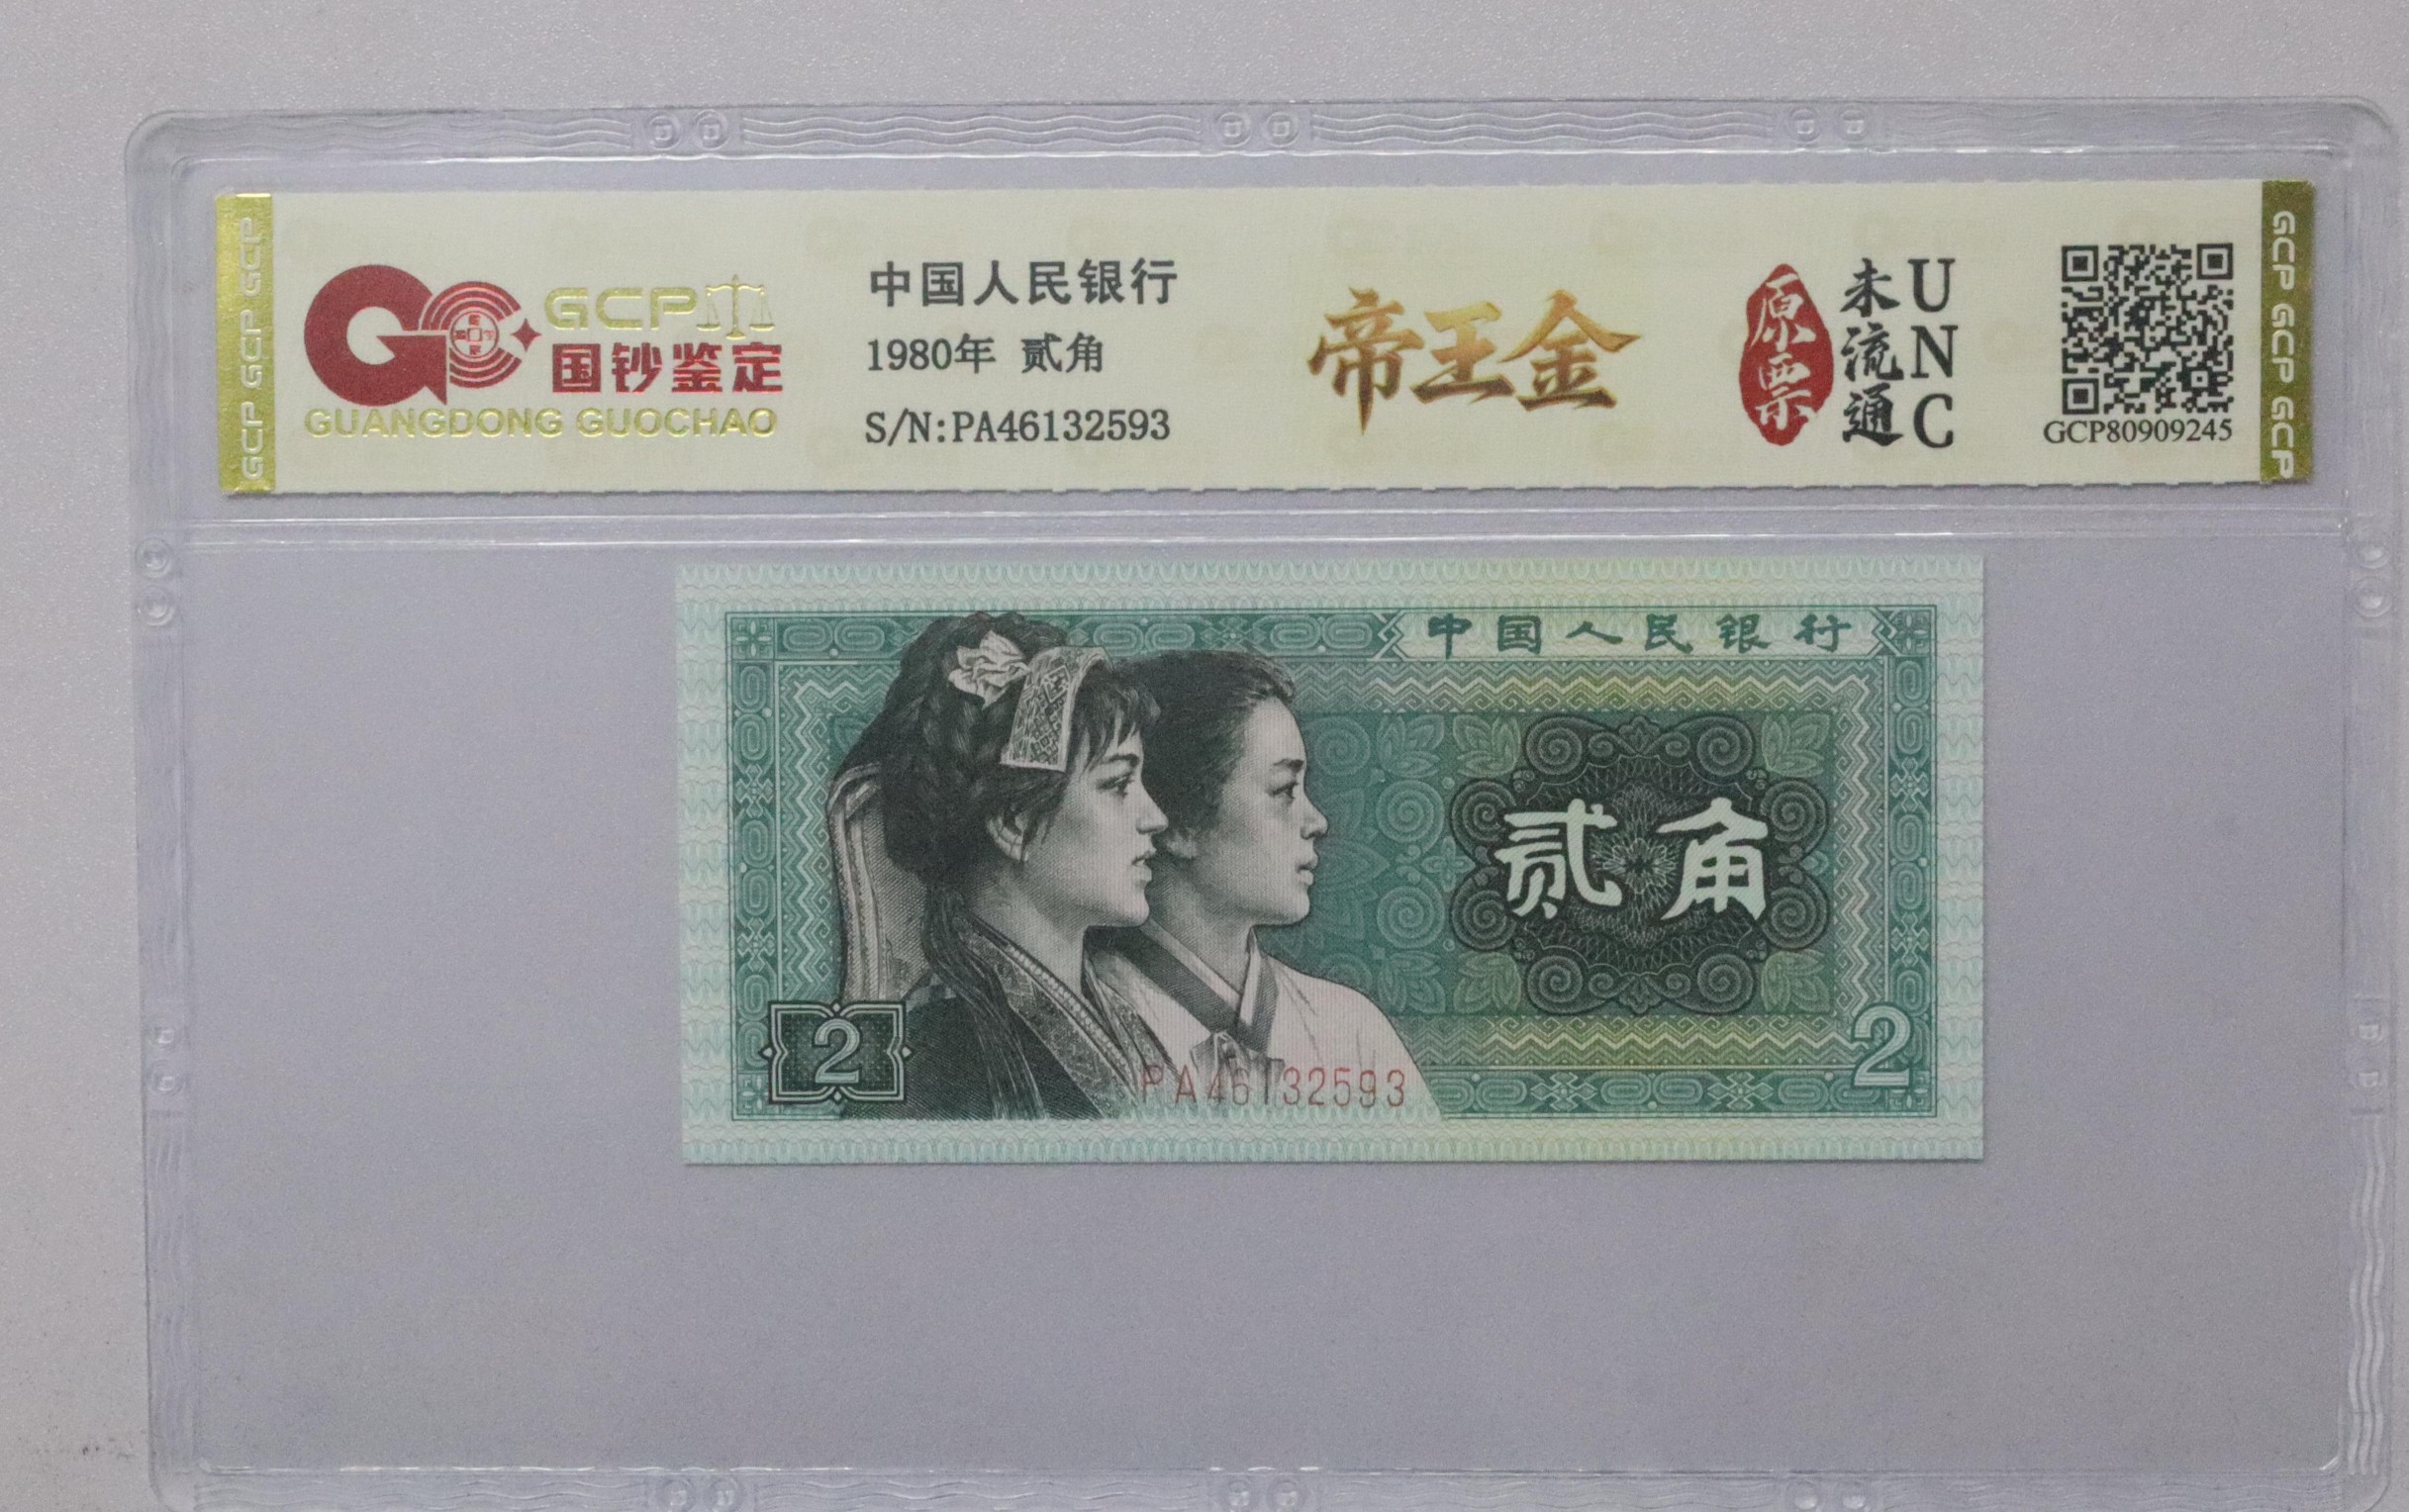 GCP GCP GCP
GCP
国钞鉴定
GUANGDONG GUOCHAO
中国人民银行
1980年 贰角
S/N:PA46132593
帝王金
原票
未流通
UNC
GCP80909245
GCP GCP GCP
中国人民银行
贰角
2
PA46132593
2